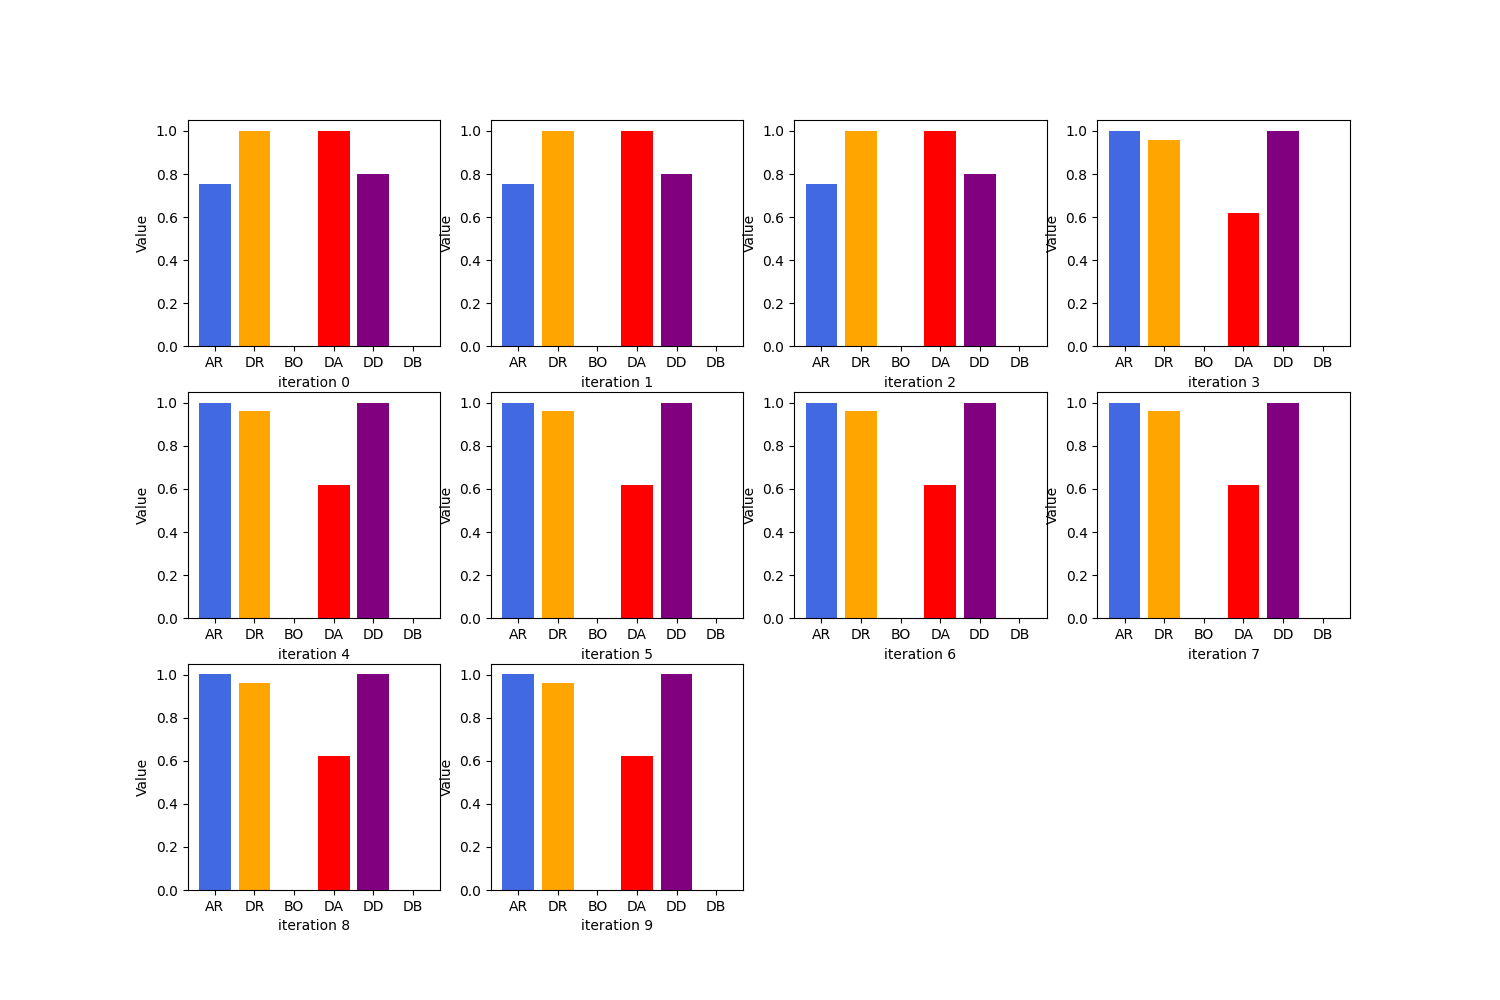 1.0 1.0 1.0 1.0
0.8 0.8 0.8 0.8
0.6 0.6 0.6 0.6
Value Value Value Value
0.4 0.4 0.4 0.4
0.2 0.2 0.2 0.2
0.0 0.0 0.0 0.0
AR DR BO DA DD DB AR DR BO DA DD DB AR DR BO DA DD DB AR DR BO DA DD DB
iteration 0 iteration 1 iteration 2 iteration 3
1.0 1.0 1.0 1.0
0.8 0.8 0.8 0.8
0.6 0.6 0.6 0.6
Value Value Value Value
0.4 0.4 0.4 0.4
0.2 0.2 0.2 0.2
0.0 0.0 0.0 0.0
AR DR BO DA DD DB AR DR BO DA DD DB AR DR BO DA DD DB AR DR BO DA DD DB
iteration 4 iteration 5 iteration 6 iteration 7
1.0 1.0
0.8 0.8
0.6 0.6
Value Value
0.4 0.4
0.2 0.2
0.0 0.0
AR DR BO DA DD DB AR DR BO DA DD DB
iteration 8 iteration 9